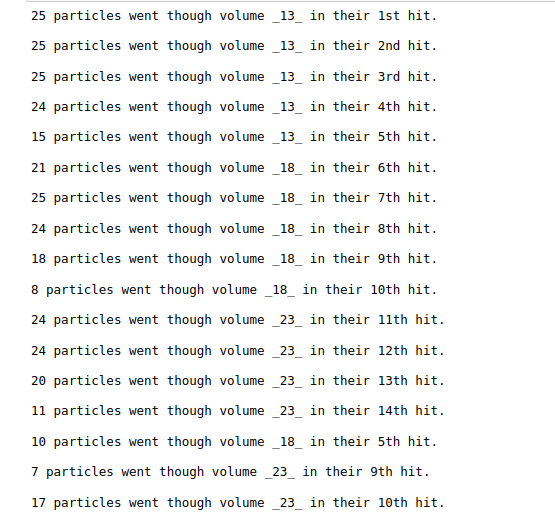 25 particles went though volume _13_ in their 1st hit.
25 particles went though volume _13_ in their 2nd hit.
25 particles went though volume _13_ in their 3rd hit.
24 particles went though volume _13_ in their 4th hit.
15 particles went though volume _13_ in their 5th hit.
21 particles went though volume _18_ in their 6th hit.
25 particles went though volume _18_ in their 7th hit.
24 particles went though volume _18_ in their 8th hit.
18 particles went though volume _18_ in their 9th hit.
8 particles went though volume _18_ in their 10th hit.
24 particles went though volume _23_ in their 11th hit.
24 particles went though volume _23_ in their 12th hit.
20 particles went though volume _23_ in their 13th hit.
11 particles went though volume _23_ in their 14th hit.
10 particles went though volume _18_ in their 5th hit.
7 particles went though volume _23_ in their 9th hit.
17 particles went though volume _23_ in their 10th hit.